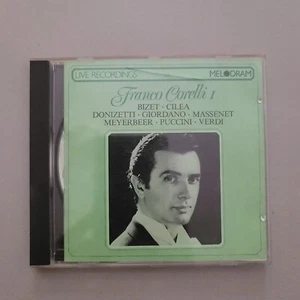 LIVE RECORDINGS
MELODRAM
Franco Corelli 1
BIZET · CILEA
DONIZETTI · GIORDANO · MASSENET
MEYERBEER · PUCCINI · VERDI